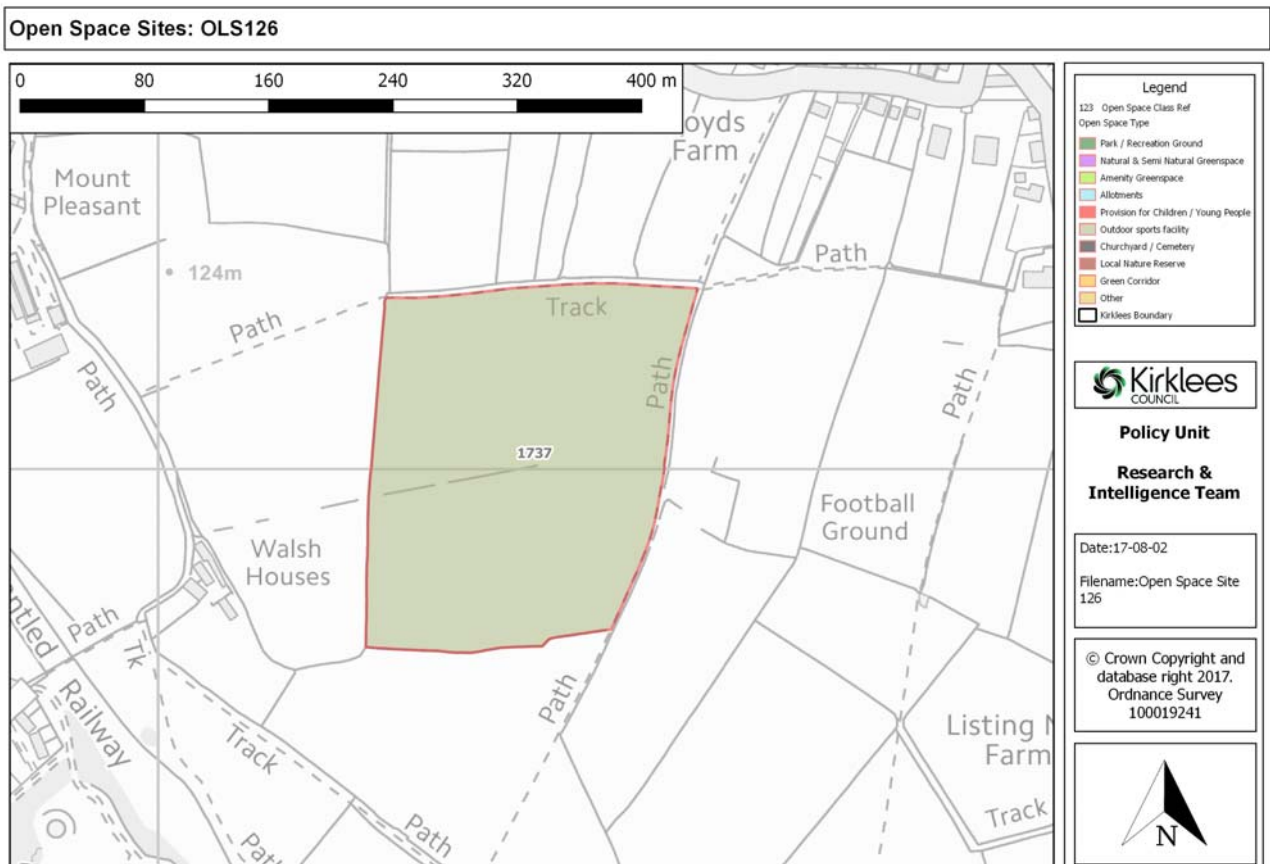 Open Space Sites: OLS126
0 80 160 240 320 400 m
Farm
Mount
Pleasant
124m
Path
Path
Track
Path
Path
Path
1737
Football
Ground
Walsh
Houses
Path
Tk
Railway
Track
Path
Path
Path
Listing
Farm
Track
Legend
123 Open Space Class Ref
Open Space Type
Park / Recreation Ground
Natural & Semi Natural Greenspace
Amenity Greenspace
Allotments
Provision for Children / Young People
Outdoor sports facility
Churchyard / Cemetery
Local Nature Reserve
Green Corridor
Other
Kirklees Boundary
Kirklees
COUNCIL
Policy Unit
Research &
Intelligence Team
Date:17-08-02
Filename:Open Space Site
126
© Crown Copyright and
database right 2017.
Ordnance Survey
100019241
N